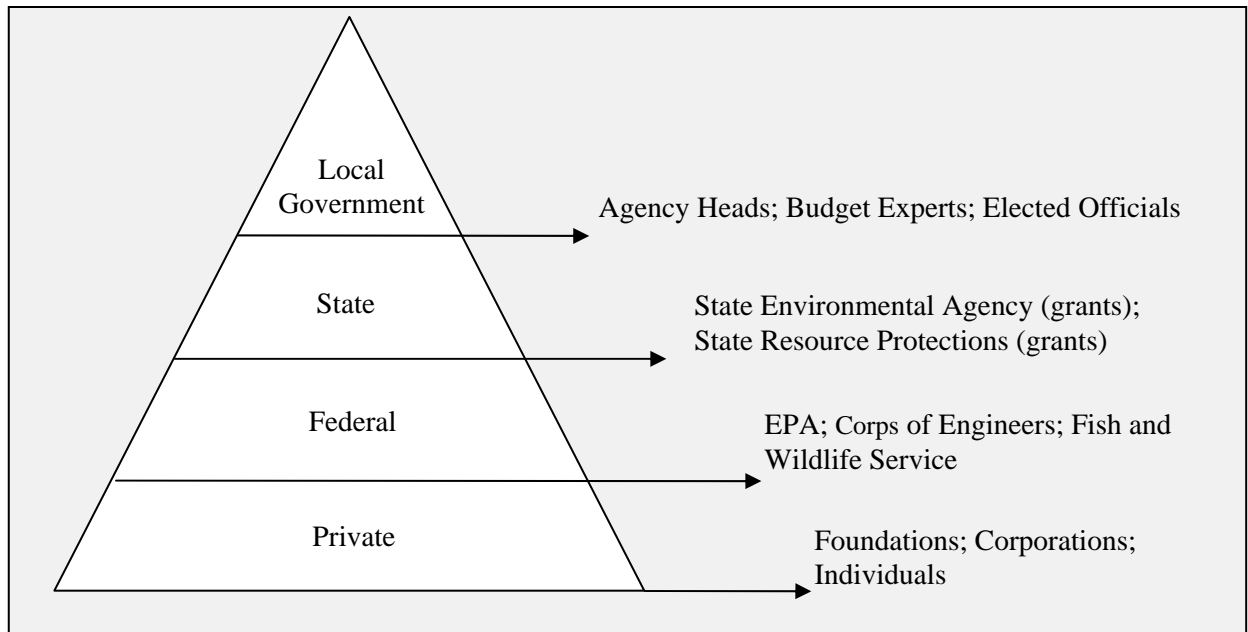 Local
Government
Agency Heads; Budget Experts; Elected Officials
State
State Environmental Agency (grants);
State Resource Protections (grants)
Federal
EPA; Corps of Engineers; Fish and
Wildlife Service
Private
Foundations; Corporations;
Individuals